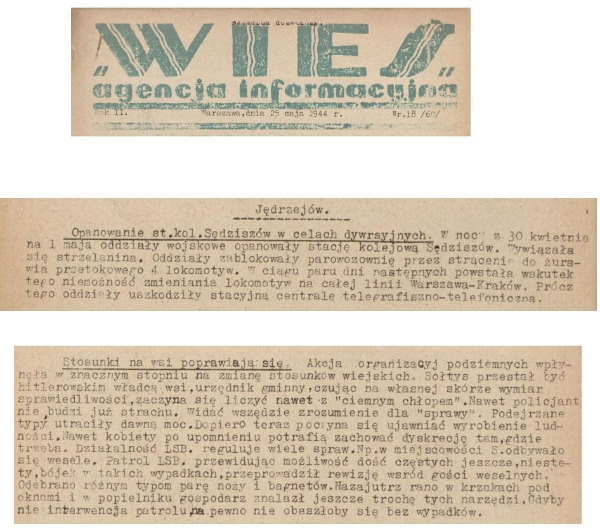 "WIEŚ"
agencja informacyjna
Rok II. Warszawa,dnia 25 maja 1944 r. Nr.18 /60/
Jędrzejów.
Opanowanie st.kol.Sędziszów w celach dywrsyjnych. W nocy z 30 kwietnia
na 1 maja oddziały wojskowe opanowały stację kolejową Sędziszów. Wywiązała
się strzelanina. Oddziały zablokowały parowozownię przez strącenie do żura-
wia przetokowego 4 lokomotyw. W ciągu paru dni następnych powstała wskutek
tego niemożność zmieniania lokomotyw na całej linii Warszawa-Kraków. Prócz
tego oddziały uszkodziły stacyjną centralę telegrafiszno-telefoniczną.
Stosunki na wsi poprawiają się. Akcja organizacyj podziemnych wpły-
nęła w znacznym stopniu na zmianę stosunków wiejskich. Sołtys przestał być
hitlerowskim władcą wsi,urzędnik gminny,czując na własnej skórze wymiar
sprawiedliwości,zaczyna się liczyć nawet z "ciemnym chłopem".Nawet policjant
nie budzi już strachu. Widać wszędzie zrozumienie dla "sprawy". Podejrzane
typy utraciły dawną moc.Dopiero teraz poczyna się ujawniać wyrobienie lud-
ności.Nawet kobiety po upomnieniu potrafią zachować dyskrecję tam,gdzie
trzeba. Działalność LSB. reguluje wiele spraw.Np.w miejscowości S.odbywało
się wesele. Patrol LSB. przewidując możliwość dość częstych jeszcze,nieste-
ty,bójek w takich wypadkach,przeprowadził rewizję wsród gości weselnych.
Odebrano różnym typom parę noży i bagnetów.Nazajutrz rano w krzakach pod
oknami i w popielniku gospodarz znalazł jeszcze trochę tych narzędzi.Gdyby
nie interwencja patrolu,na pewno nie obeszłoby się bez wypadków.